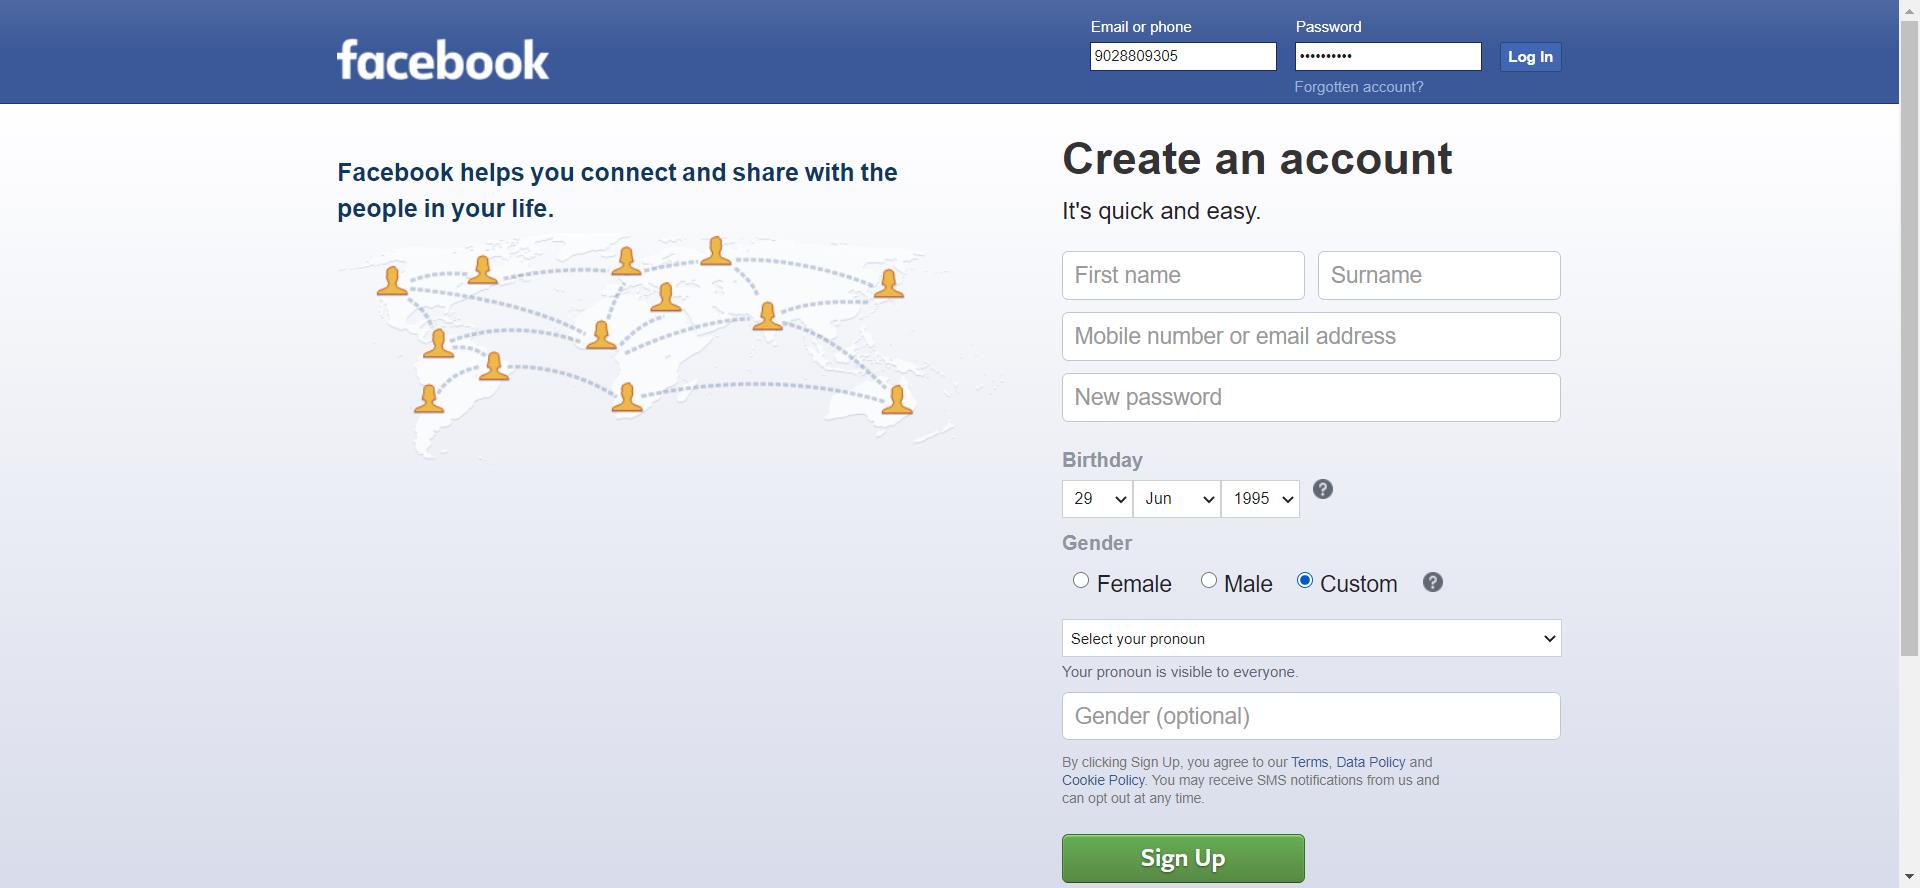 facebook
Email or phone
Password
9028809305
••••••••••
Log In
Forgotten account?
Facebook helps you connect and share with the
people in your life.
Create an account
It's quick and easy.
First name
Surname
Mobile number or email address
New password
Birthday
29
Jun
1995
?
Gender
Female
Male
Custom
?
Select your pronoun
Your pronoun is visible to everyone.
Gender (optional)
By clicking Sign Up, you agree to our Terms, Data Policy and
Cookie Policy. You may receive SMS notifications from us and
can opt out at any time.
Sign Up